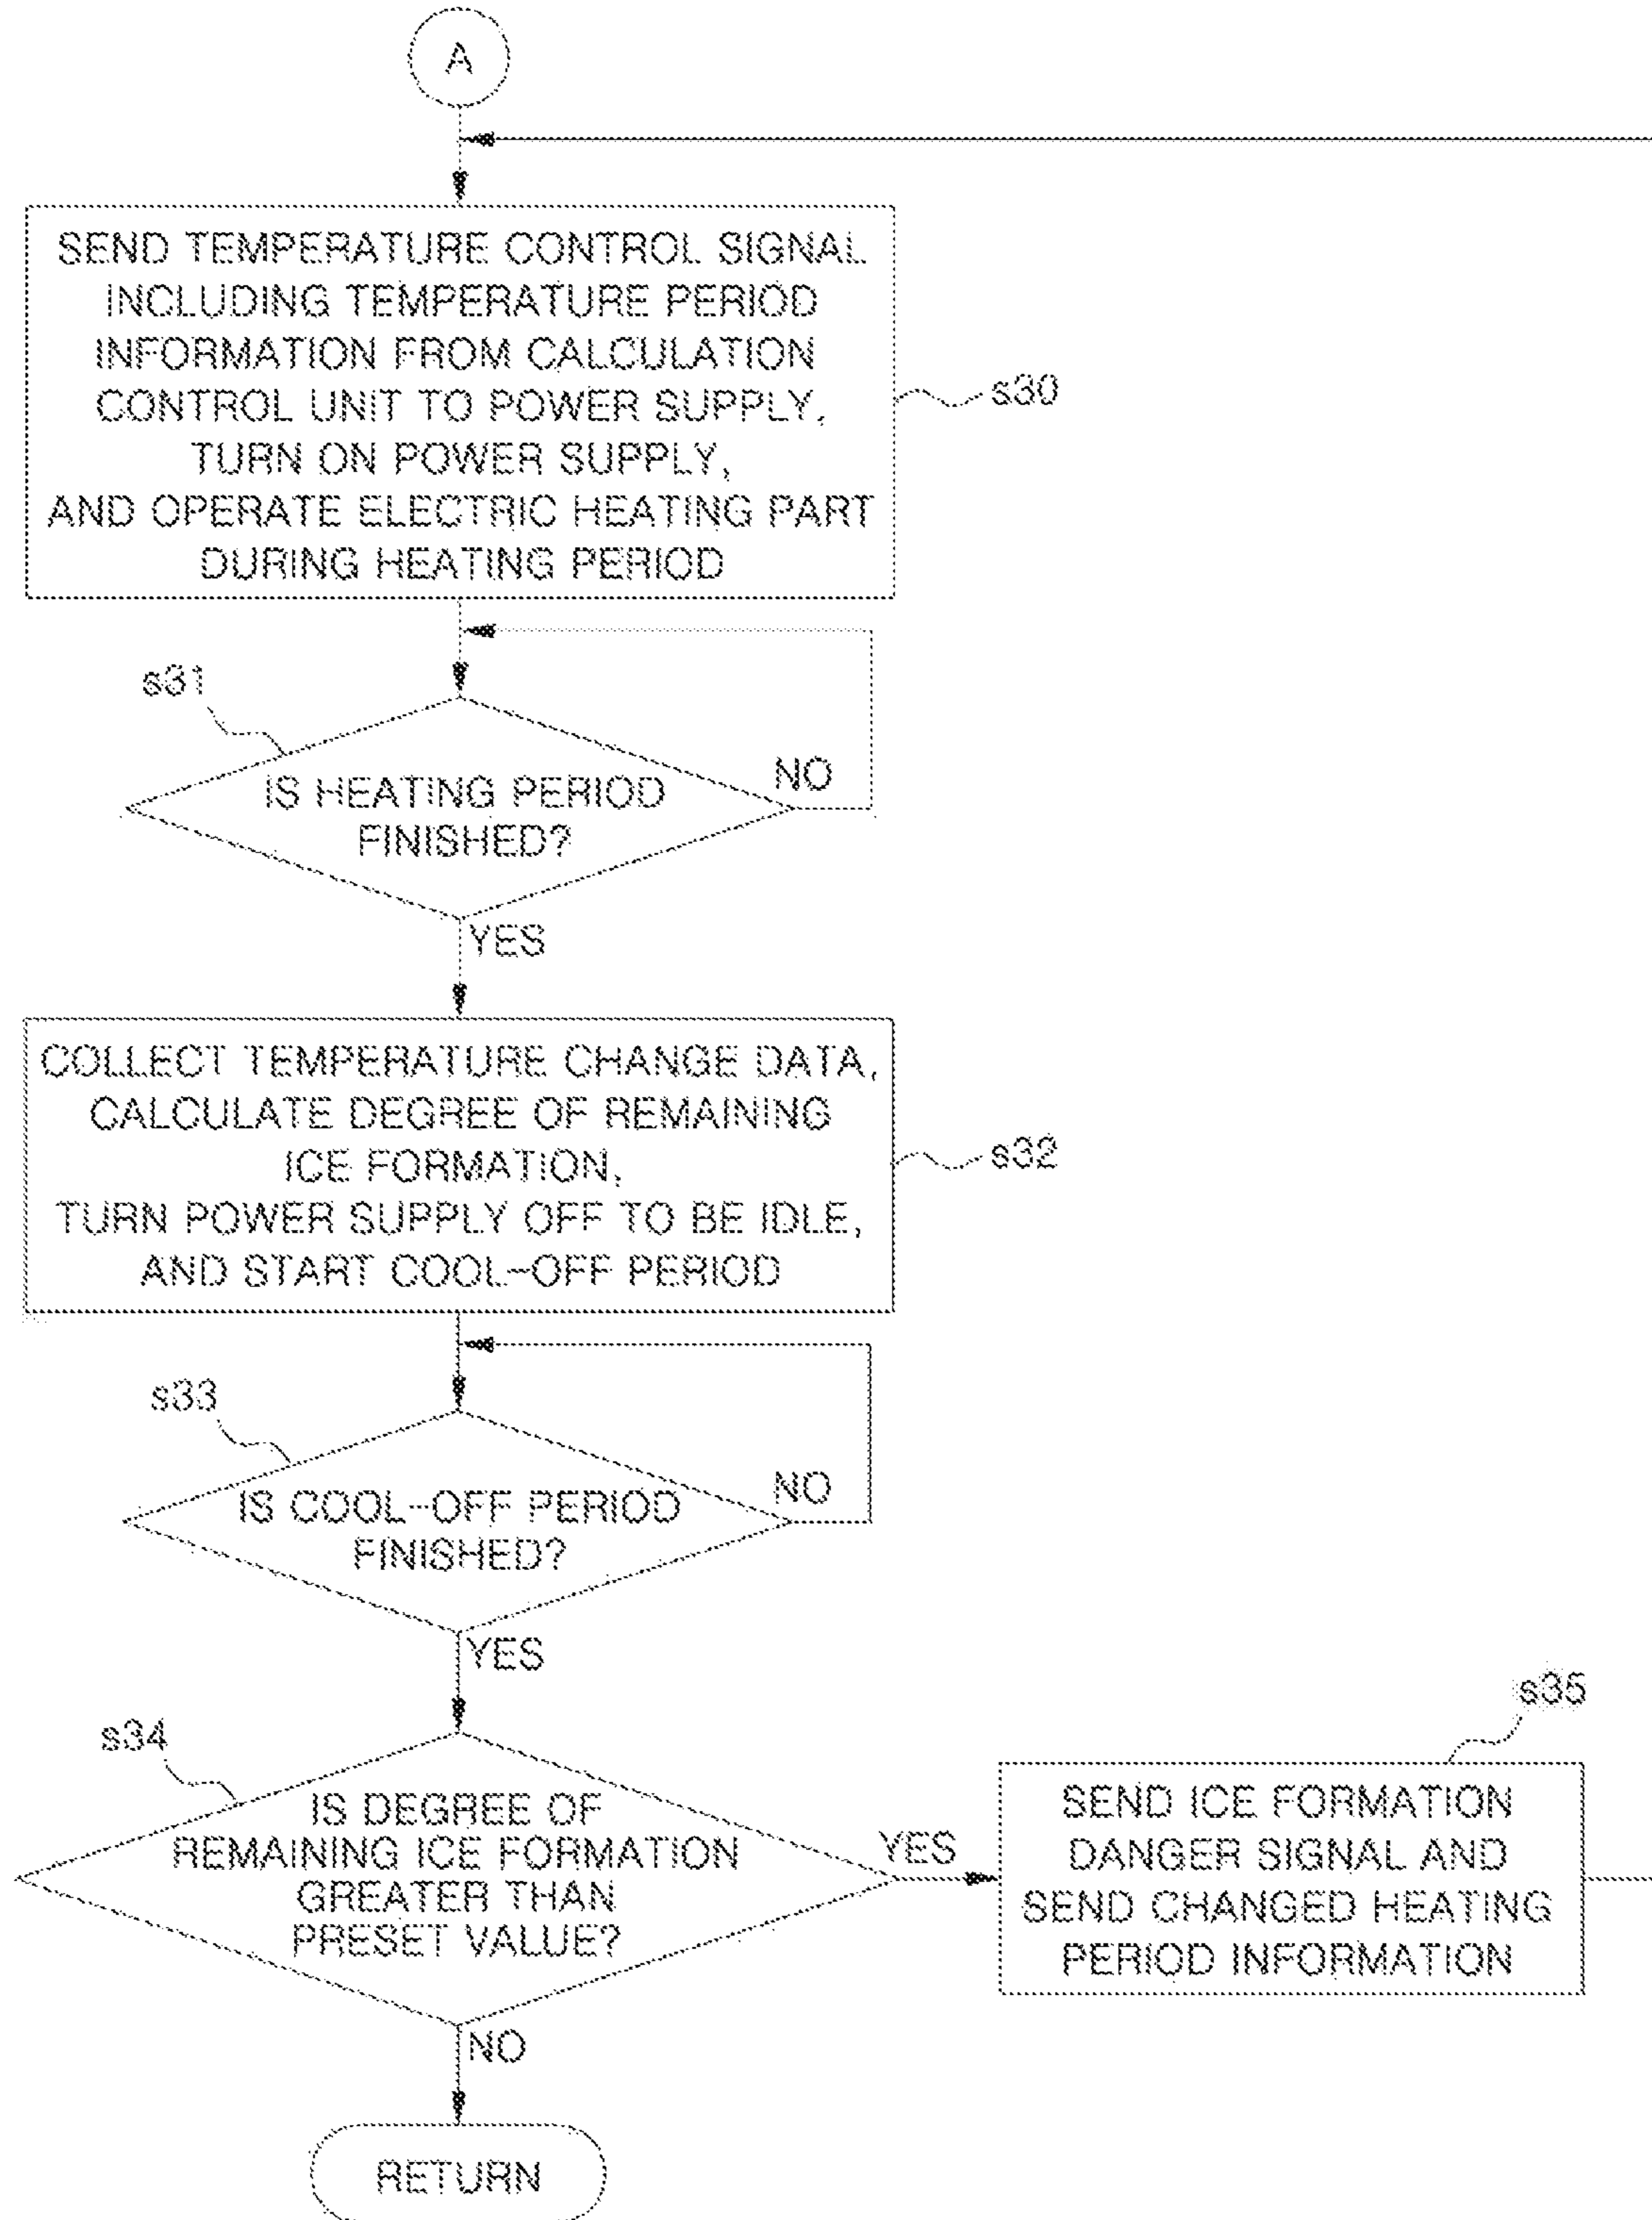 A
SEND TEMPERATURE CONTROL SIGNAL
INCLUDING TEMPERATURE PERIOD
INFORMATION FROM CALCULATION
CONTROL UNIT TO POWER SUPPLY,
TURN ON POWER SUPPLY,
AND OPERATE ELECTRIC HEATING PART
DURING HEATING PERIOD
s30
s31
IS HEATING PERIOD
FINISHED?
NO
YES
COLLECT TEMPERATURE CHANGE DATA,
CALCULATE DEGREE OF REMAINING
ICE FORMATION,
TURN POWER SUPPLY OFF TO BE IDLE,
AND START COOL-OFF PERIOD
s32
s33
IS COOL-OFF PERIOD
FINISHED?
NO
YES
s34
IS DEGREE OF
REMAINING ICE FORMATION
GREATER THAN
PRESET VALUE?
YES
s35
SEND ICE FORMATION
DANGER SIGNAL AND
SEND CHANGED HEATING
PERIOD INFORMATION
NO
RETURN